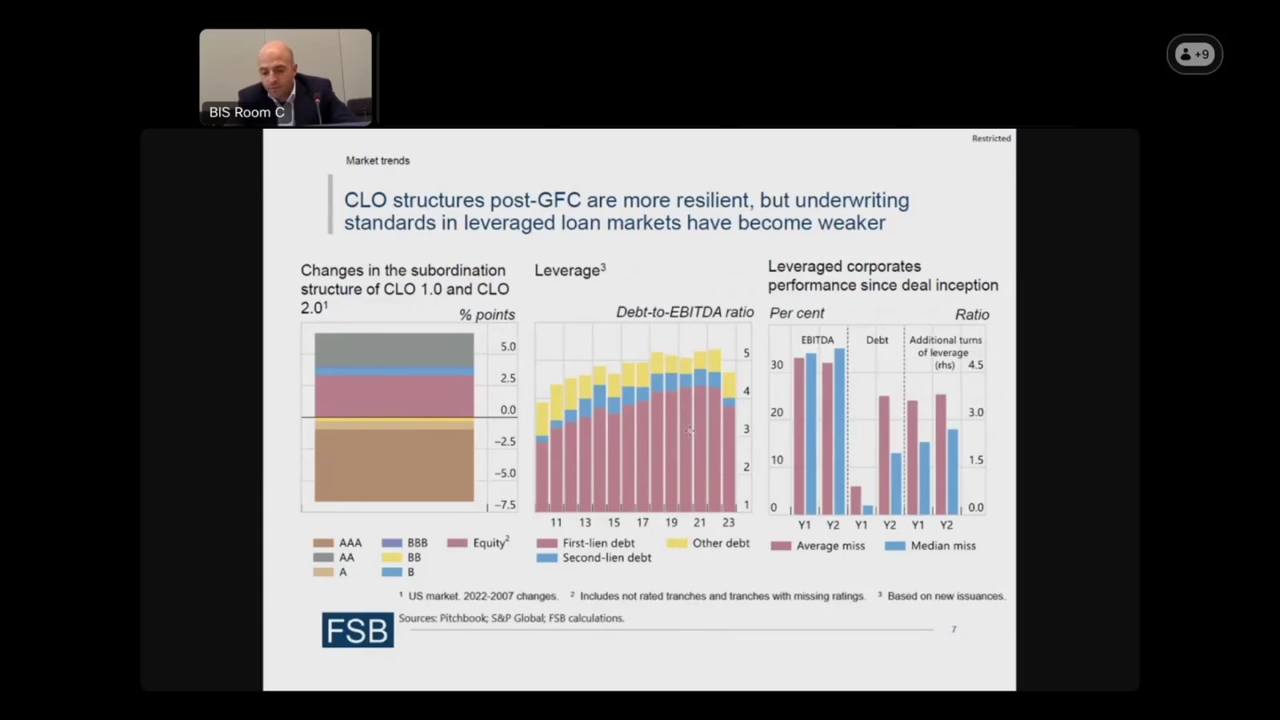 +9
BIS Room C
Restricted
Market trends
CLO structures post-GFC are more resilient, but underwriting
standards in leveraged loan markets have become weaker
Changes in the subordination
structure of CLO 1.0 and CLO
2.0¹
% points
5.0
2.5
0.0
−2.5
−5.0
−7.5
AAA
BBB
Equity²
AA
BB
A
B
Leverage³
Debt-to-EBITDA ratio
5
4
3
2
1
11 13 15 17 19 21 23
First-lien debt
Other debt
Second-lien debt
Leveraged corporates
performance since deal inception
Per cent
Ratio
EBITDA
Debt
Additional turns
of leverage
(rhs)
30
20
10
0
4.5
3.0
1.5
0.0
Y1 Y2 Y1 Y2 Y1 Y2
Average miss
Median miss
¹ US market. 2022-2007 changes. ² Includes not rated tranches and tranches with missing ratings. ³ Based on new issuances.
Sources: Pitchbook; S&P Global; FSB calculations.
FSB
7